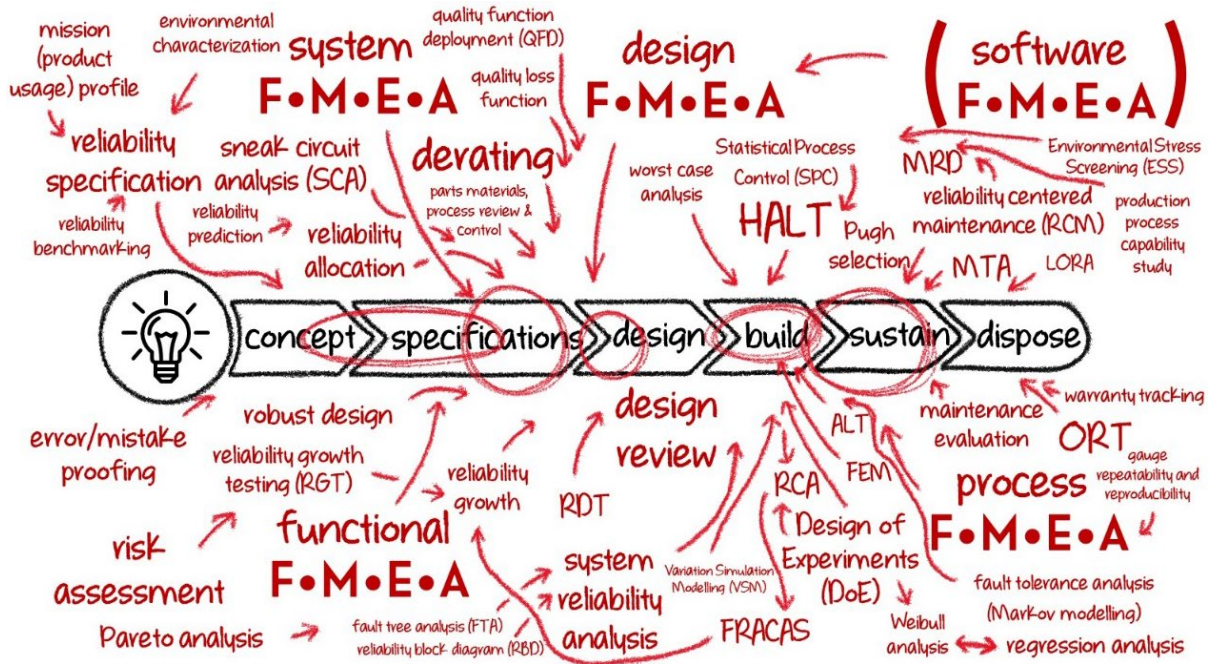 mission
(product
usage) profile
environmental
characterization
system
F•M•E•A
quality function
deployment (QFD)
quality loss
function
design
F•M•E•A
(software
F•M•E•A)
reliability
specification
reliability
benchmarking
sneak circuit
analysis (SCA)
reliability
prediction
reliability
allocation
derating
parts, materials,
process review &
control
worst case
analysis
Statistical Process
Control (SPC)
HALT
Pugh
selection
MRD
Environmental Stress
Screening (ESS)
reliability centered
maintenance (RCM)
production
process
capability
study
MTA
LORA
concept
specifications
design
build
sustain
dispose
error/mistake
proofing
robust design
reliability growth
testing (RGT)
reliability
growth
RDT
design
review
RCA
ALT
FEM
maintenance
evaluation
warranty tracking
ORT
gauge
repeatability and
reproducibility
process
F•M•E•A
risk
assessment
functional
F•M•E•A
Pareto analysis
fault tree analysis (FTA)
reliability block diagram (RBD)
system
reliability
analysis
Variation Simulation
Modelling (VSM)
FRACAS
Design of
Experiments
(DoE)
Weibull
analysis
regression analysis
fault tolerance analysis
(Markov modelling)